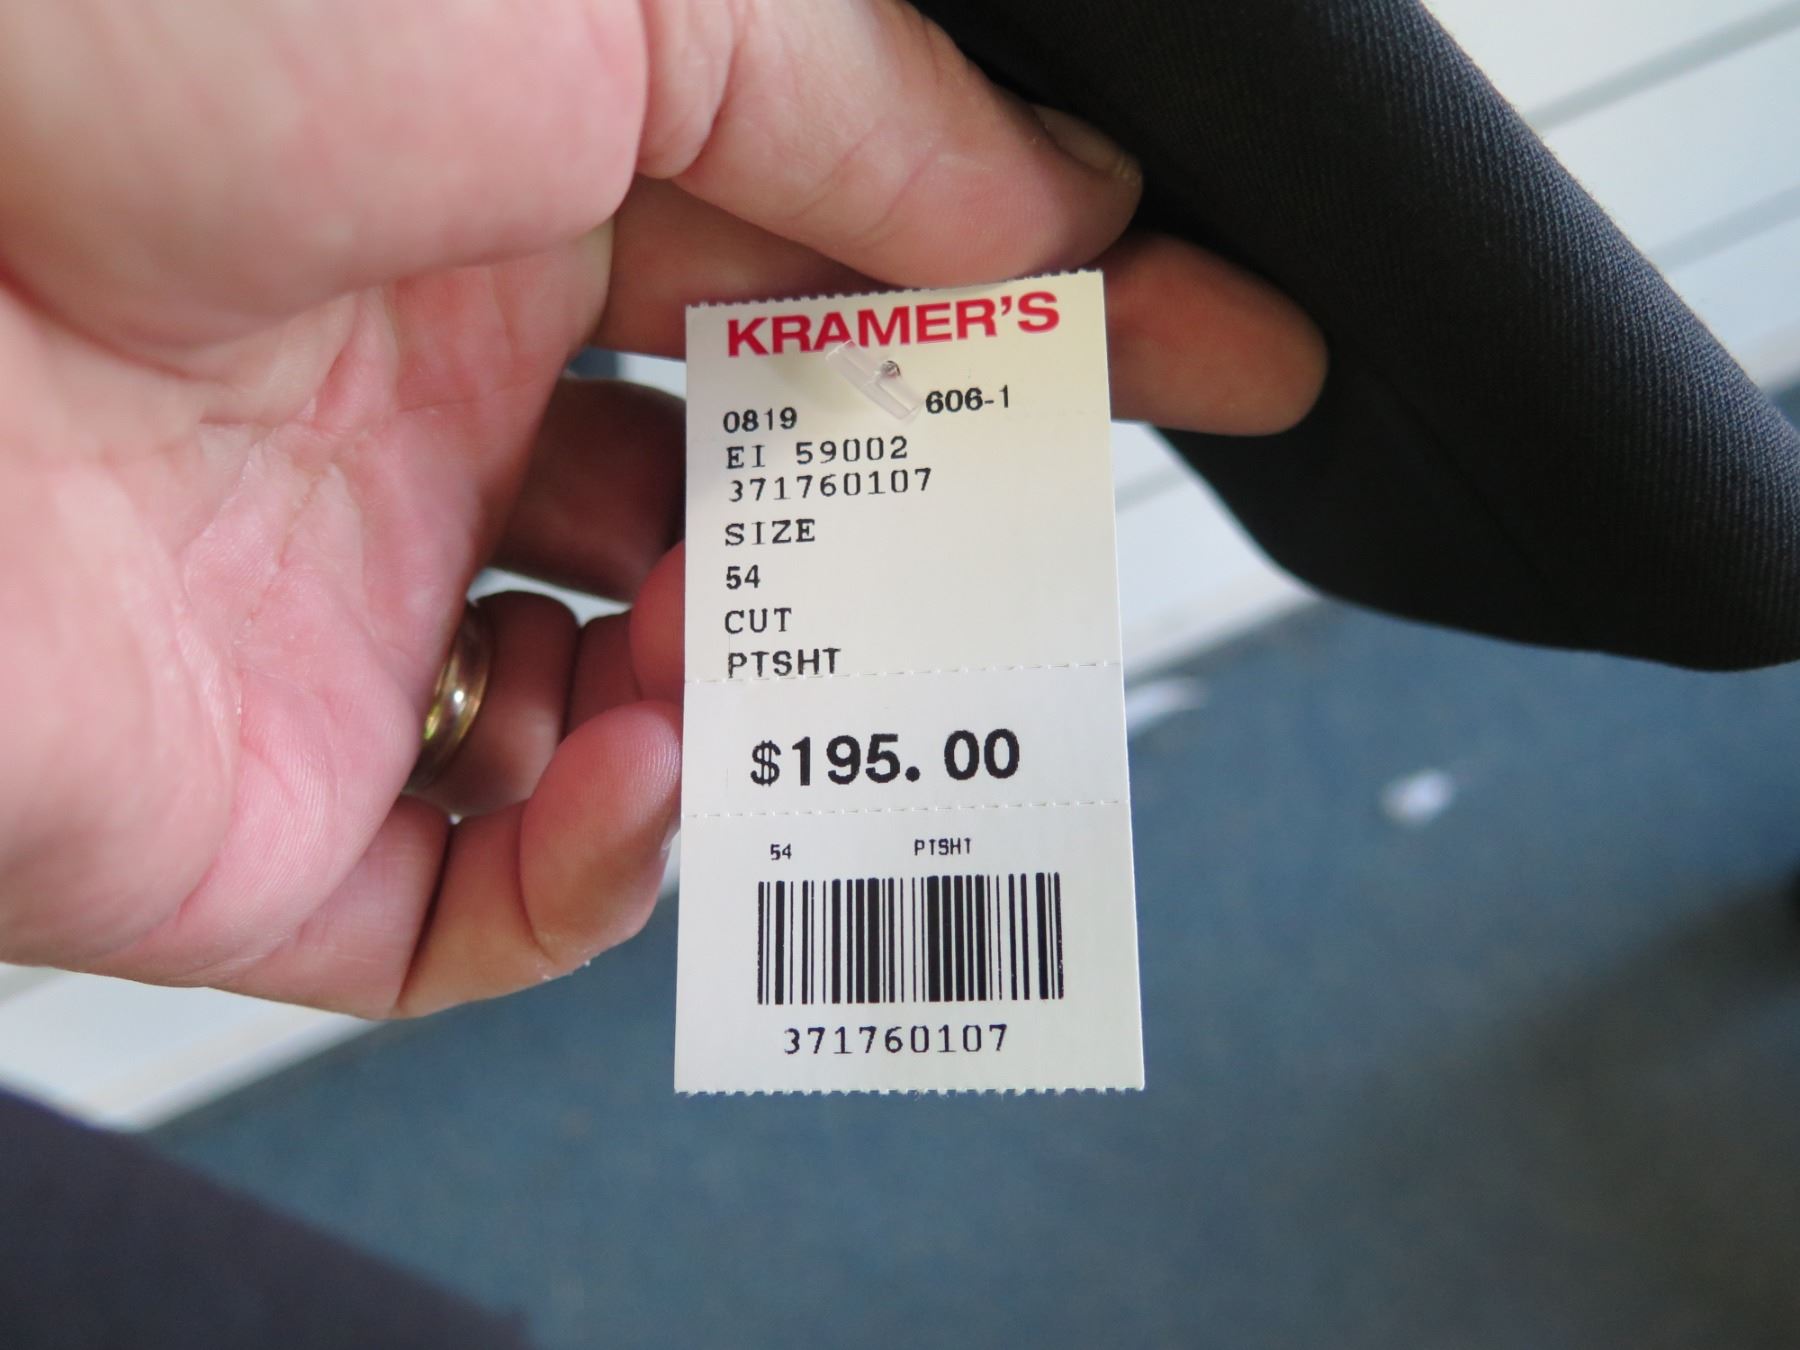 KRAMER'S
0819 606-1
EI 59002
371760107
SIZE
54
CUT
PTSHT
$195.00
54 PTSHT
371760107